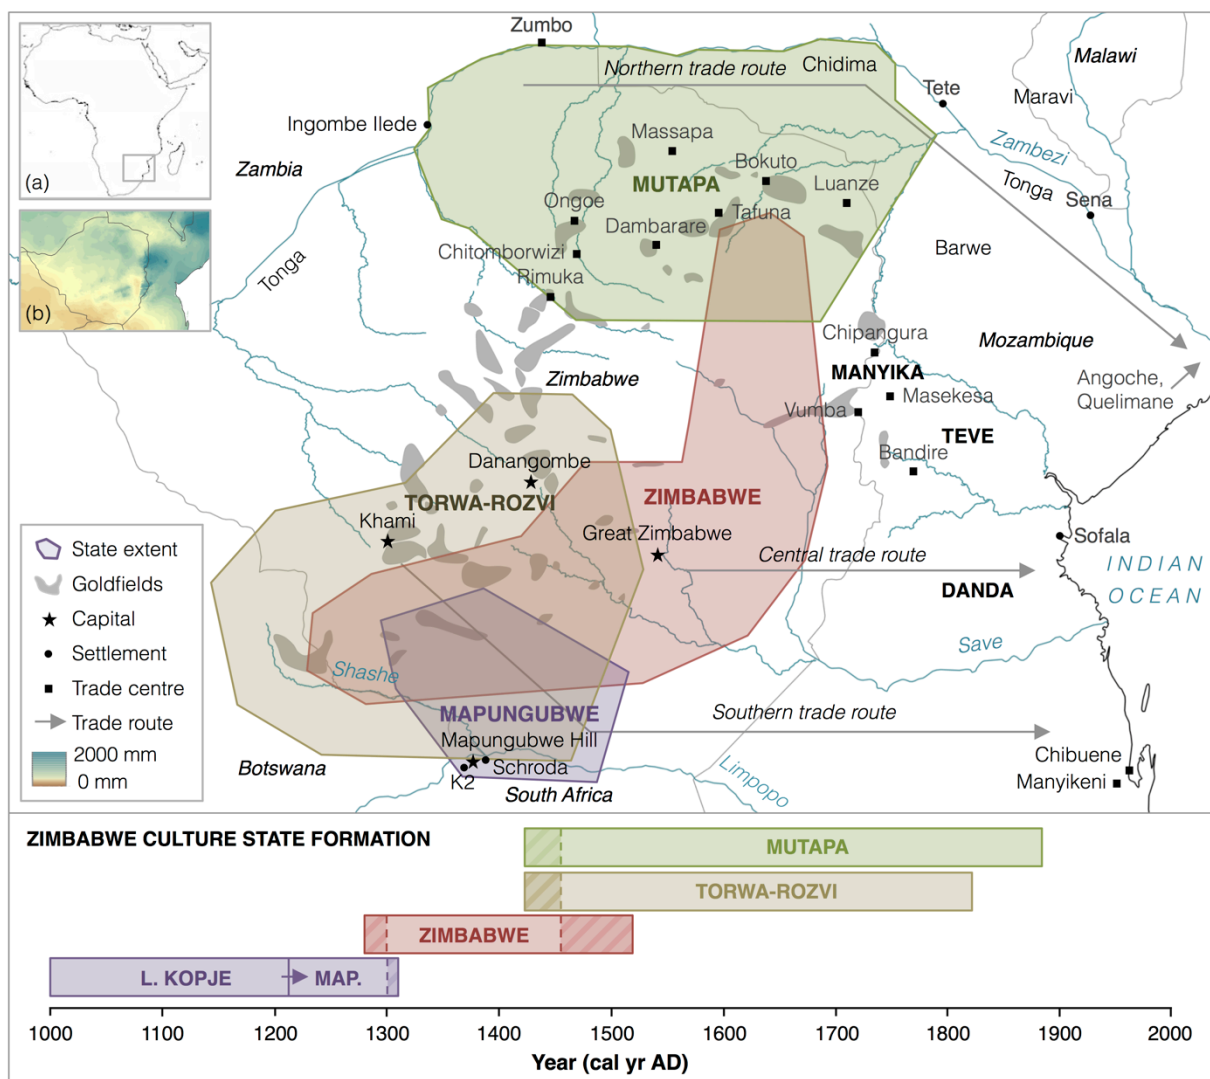 Zumbo
Malawi
Northern trade route
Chidima
Tete
Maravi
Ingombe Ilede
Massapa
Zambezi
Zambia
(a)
Bokuto
MUTAPA
Luanze
Tonga
Sena
Ongoe
Tafuna
Dambarare
Chitomborwizi
Barwe
Tonga
Rimuka
(b)
Chipangura
Mozambique
MANYIKA
Zimbabwe
Angoche,
Quelimane
Masekesa
Vumba
TEVE
Bandire
Danangombe
TORWA-ROZVI
ZIMBABWE
Khami
Great Zimbabwe
Sofala
Central trade route
INDIAN
OCEAN
DANDA
State extent
Goldfields
Capital
Settlement
Trade centre
Trade route
2000 mm
0 mm
Save
Shashe
MAPUNGUBWE
Southern trade route
Mapungubwe Hill
Schroda
K2
Botswana
South Africa
Limpopo
Chibuene
Manyikeni
ZIMBABWE CULTURE STATE FORMATION
MUTAPA
TORWA-ROZVI
ZIMBABWE
L. KOPJE
MAP.
1000 1100 1200 1300 1400 1500 1600 1700 1800 1900 2000
Year (cal yr AD)